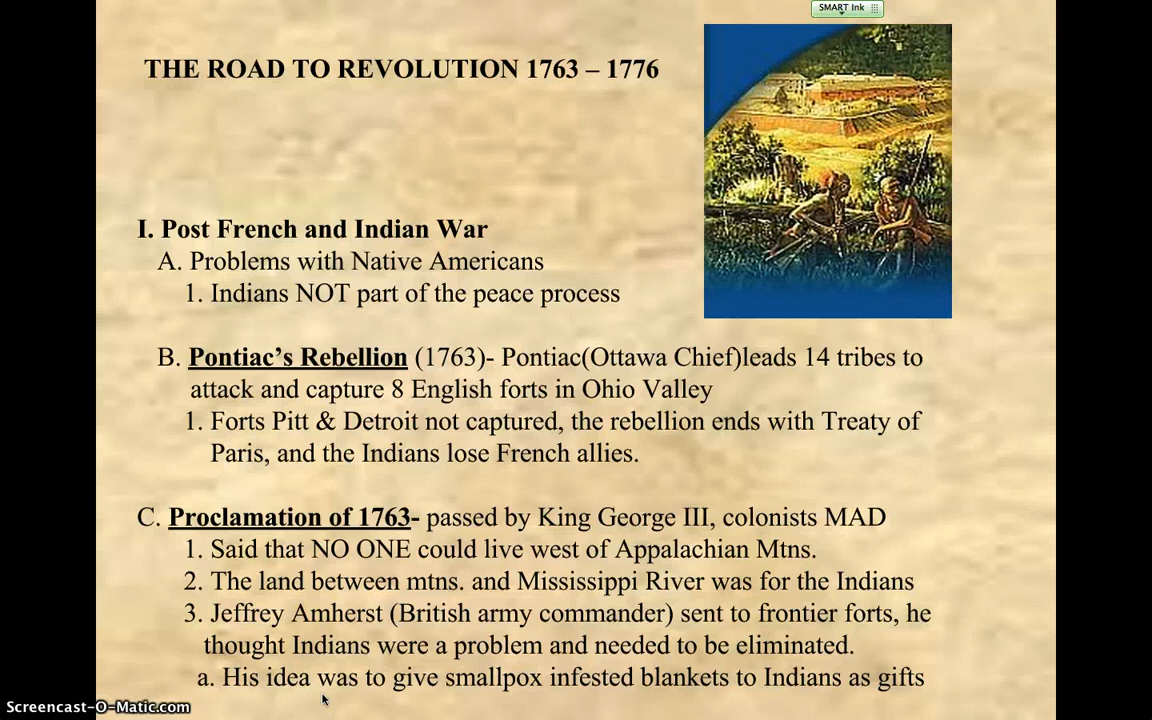 SMART Ink
THE ROAD TO REVOLUTION 1763 – 1776
I. Post French and Indian War
A. Problems with Native Americans
1. Indians NOT part of the peace process
B. Pontiac’s Rebellion (1763)- Pontiac(Ottawa Chief)leads 14 tribes to
attack and capture 8 English forts in Ohio Valley
1. Forts Pitt & Detroit not captured, the rebellion ends with Treaty of
Paris, and the Indians lose French allies.
C. Proclamation of 1763- passed by King George III, colonists MAD
1. Said that NO ONE could live west of Appalachian Mtns.
2. The land between mtns. and Mississippi River was for the Indians
3. Jeffrey Amherst (British army commander) sent to frontier forts, he
thought Indians were a problem and needed to be eliminated.
a. His idea was to give smallpox infested blankets to Indians as gifts
Screencast-O-Matic.com